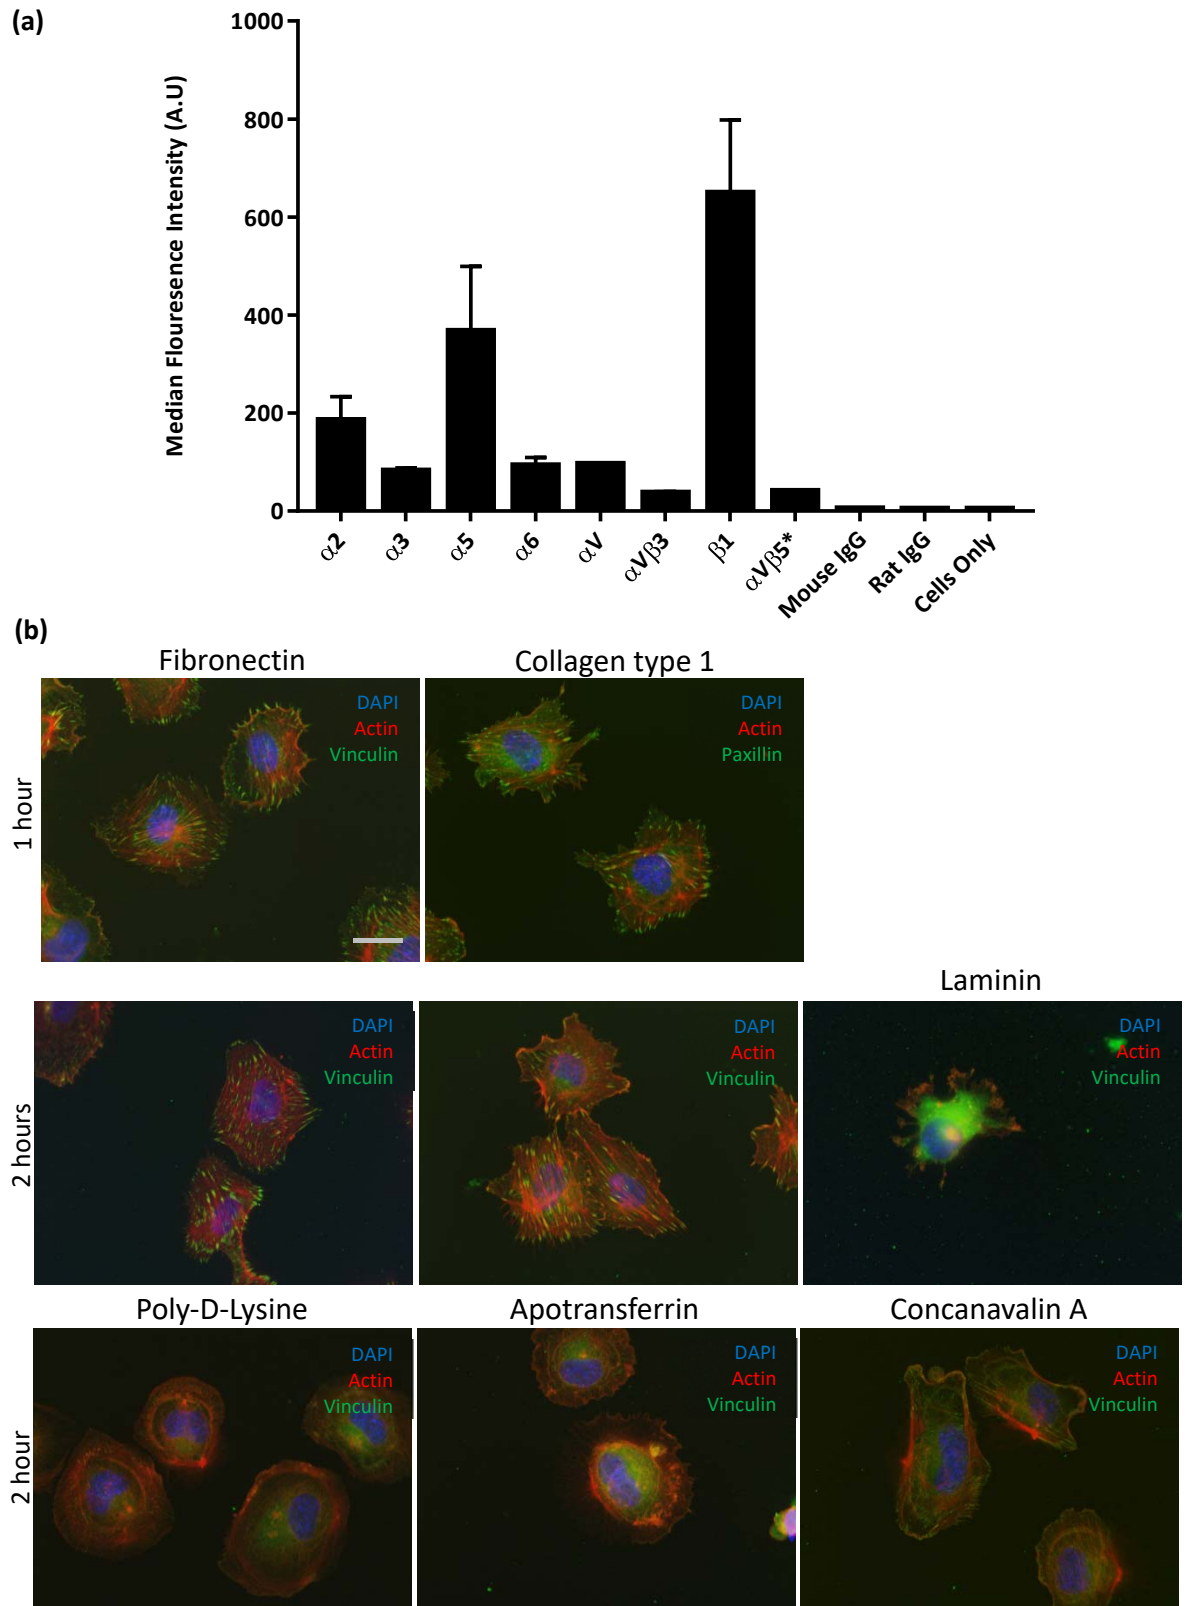 (a)
Median Flouresence Intensity (A.U)
1000
800
600
400
200
0
α2
α3
α5
α6
αV
αVβ3
β1
αVβ5*
Mouse IgG
Rat IgG
Cells Only
(b)
Fibronectin
Collagen type 1
1 hour
DAPI
Actin
Vinculin
DAPI
Actin
Paxillin
Laminin
2 hours
DAPI
Actin
Vinculin
DAPI
Actin
Vinculin
DAPI
Actin
Vinculin
Poly-D-Lysine
Apotransferrin
Concanavalin A
2 hour
DAPI
Actin
Vinculin
DAPI
Actin
Vinculin
DAPI
Actin
Vinculin